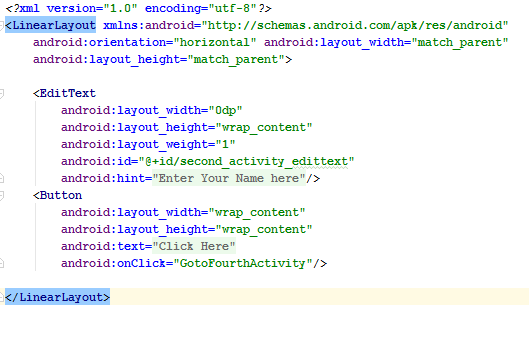 <?xml version="1.0" encoding="utf-8"?>
<LinearLayout xmlns:android="http://schemas.android.com/apk/res/android"
    android:orientation="horizontal" android:layout_width="match_parent"
    android:layout_height="match_parent">

    <EditText
        android:layout_width="0dp"
        android:layout_height="wrap_content"
        android:layout_weight="1"
        android:id="@+id/second_activity_edittext"
        android:hint="Enter Your Name here"/>
    <Button
        android:layout_width="wrap_content"
        android:layout_height="wrap_content"
        android:text="Click Here"
        android:onClick="GotoFourthActivity"/>

</LinearLayout>